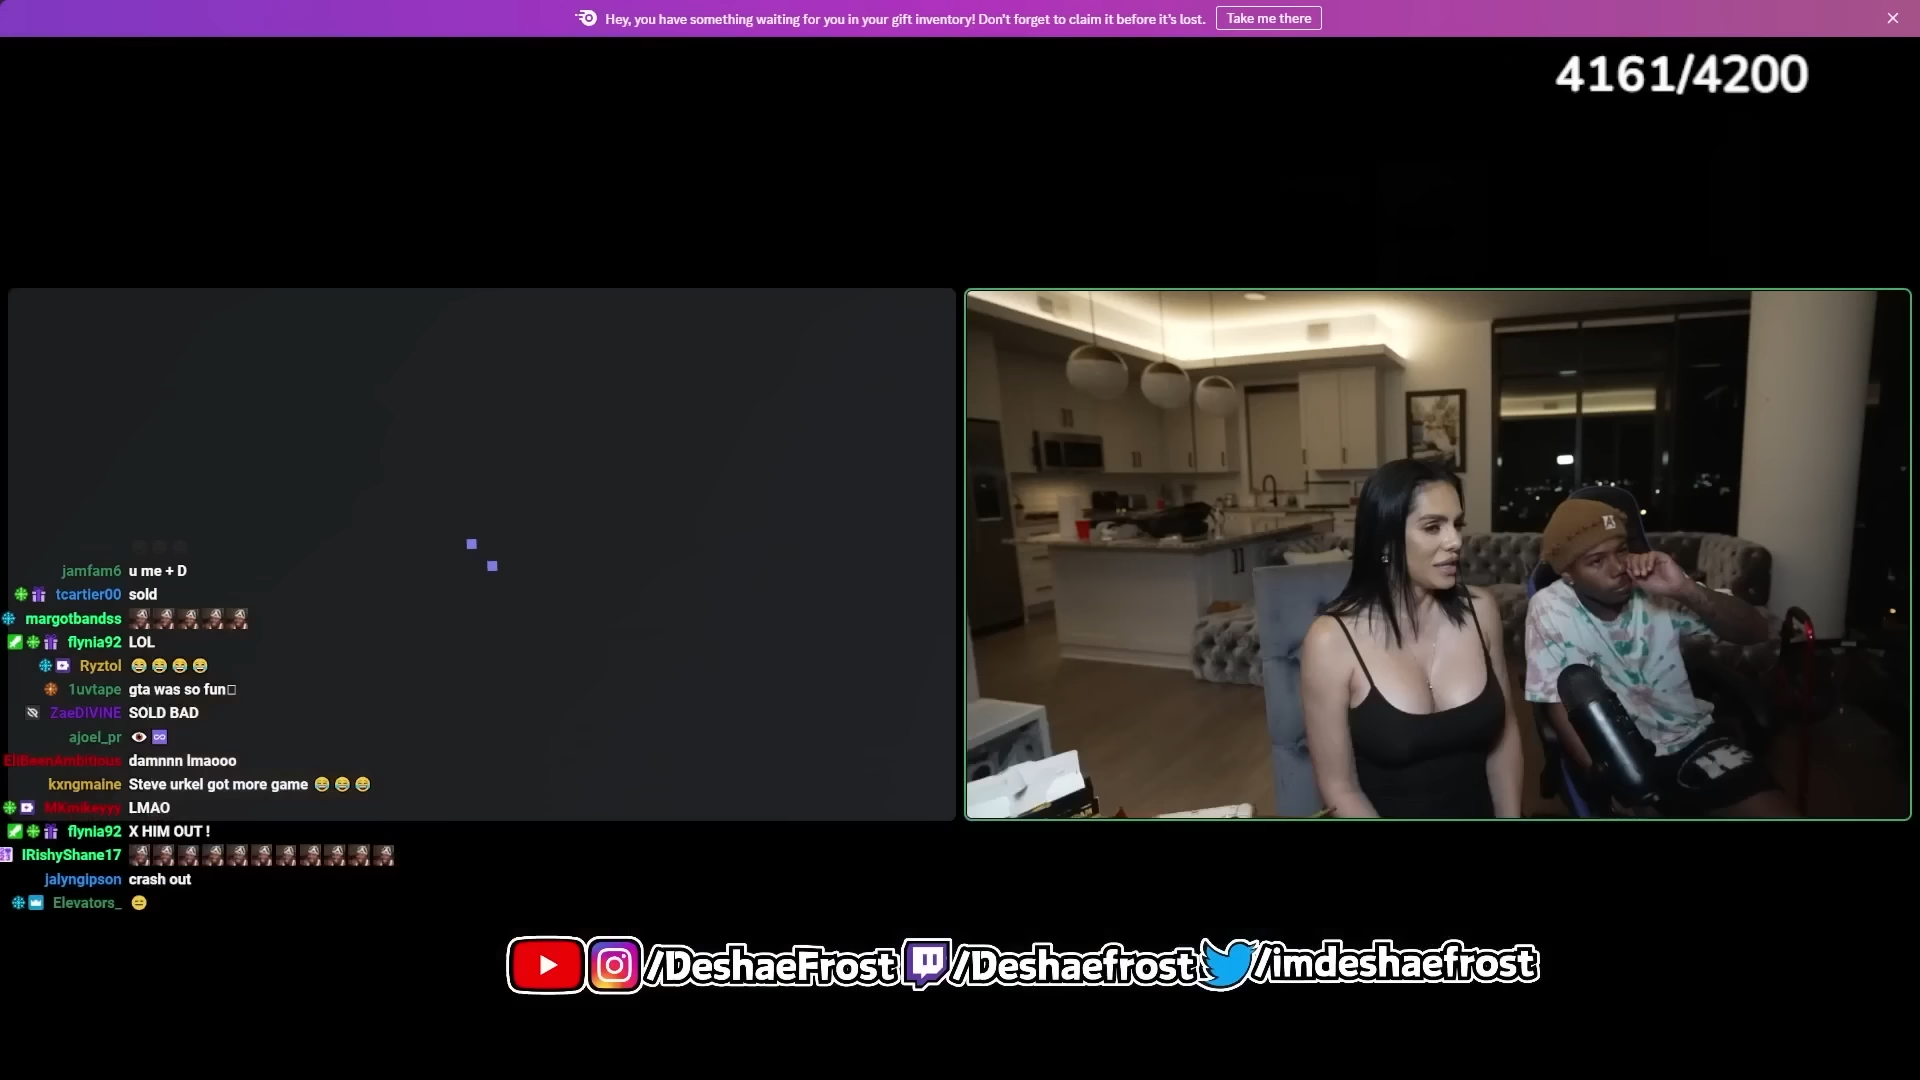 Hey, you have something waiting for you in your gift inventory! Don't forget to claim it before it's lost. Take me there
4161/4200
jamfam6 u me + D
tcartier00 sold
margotbandss
flynia92 LOL
Ryztol 😂 😂 😂 😂
1uvtape gta was so fun
ZaeDIVINE SOLD BAD
ajoel_pr 👁 ♾
EliBeenAmbitious damnnn lmaooo
kxngmaine Steve urkel got more game 😂 😂 😂
MKmikeyyy LMAO
flynia92 X HIM OUT !
IRishyShane17
jalyngipson crash out
Elevators_ 😑
/DeshaeFrost /Deshaefrost /imdeshaefrost